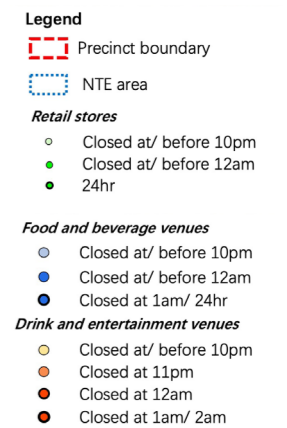 Legend
Precinct boundary
NTE area
Retail stores
Closed at/ before 10pm
Closed at/ before 12am
24hr
Food and beverage venues
Closed at/ before 10pm
Closed at/ before 12am
Closed at 1am/ 24hr
Drink and entertainment venues
Closed at/ before 10pm
Closed at 11pm
Closed at 12am
Closed at 1am/ 2am